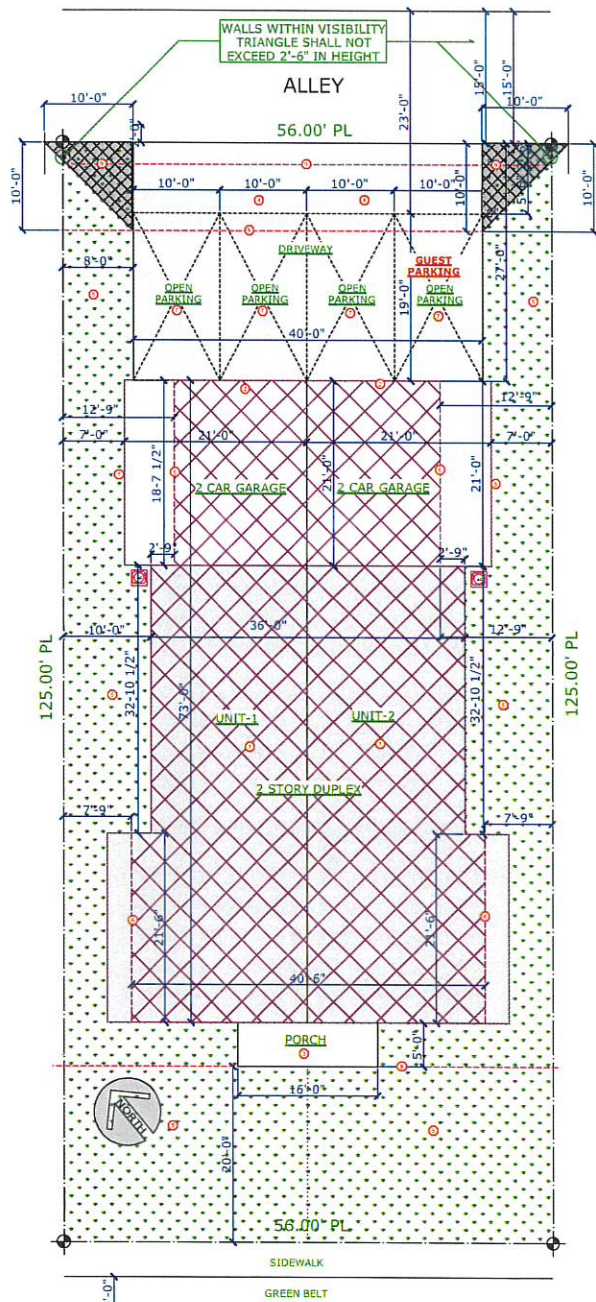 WALLS WITHIN VISIBILITY
TRIANGLE SHALL NOT
EXCEED 2'-6" IN HEIGHT
ALLEY
10'-0"
56.00' PL
23'-0"
15'-0"
15'-0"
10'-0"
10'-0"
10'-0" 10'-0" 10'-0" 10'-0"
10'-0"
10'-0"
DRIVEWAY
GUEST
PARKING
27'-0"
8'-0"
OPEN
PARKING
OPEN
PARKING
OPEN
PARKING
OPEN
PARKING
19'-0"
40'-0"
12'-9"
12'-9"
7'-0"
21'-0"
21'-0"
7'-0"
18'-7 1/2"
21'-0"
21'-0"
2 CAR GARAGE
2 CAR GARAGE
2'-9"
2'-9"
10'-0"
36'-0"
12'-9"
125.00' PL
32'-10 1/2"
73'-0"
32'-10 1/2"
125.00' PL
UNIT-1
UNIT-2
2 STORY DUPLEX
7'-9"
7'-9"
21'-6"
21'-6"
40'-6"
PORCH
5'-0"
16'-0"
NORTH
20'-0"
56.00' PL
SIDEWALK
GREEN BELT